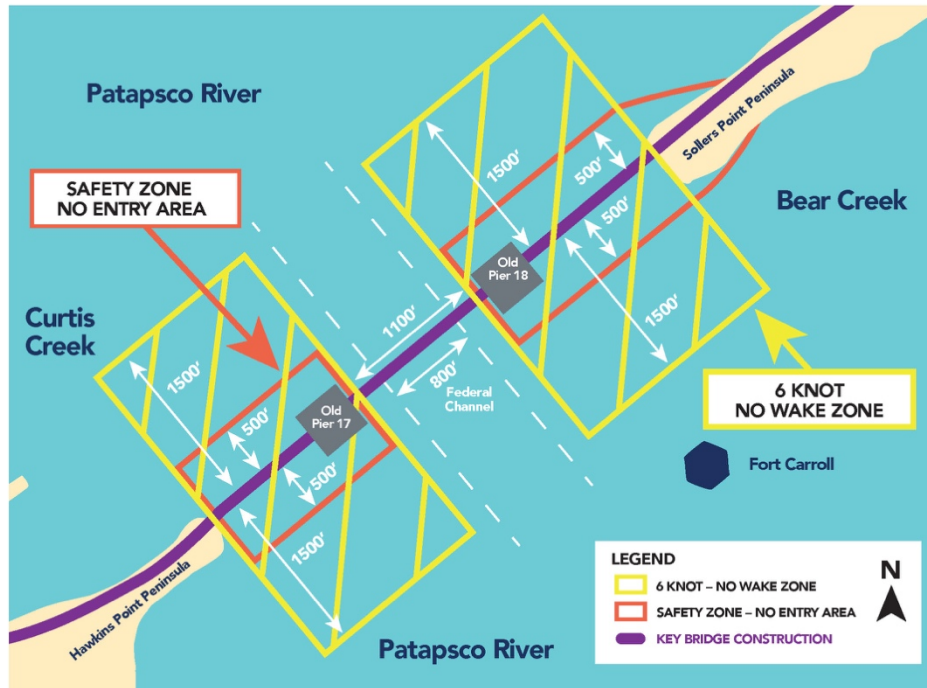 Patapsco River
Sollers Point Peninsula
1500'
500'
SAFETY ZONE
NO ENTRY AREA
500'
Bear Creek
Old
Pier 18
Curtis
Creek
1100'
1500'
1500'
800'
Federal
Channel
6 KNOT
NO WAKE ZONE
Old
Pier 17
500'
Fort Carroll
500'
1500'
Hawkins Point Peninsula
Patapsco River
LEGEND
6 KNOT – NO WAKE ZONE
SAFETY ZONE – NO ENTRY AREA
KEY BRIDGE CONSTRUCTION
N